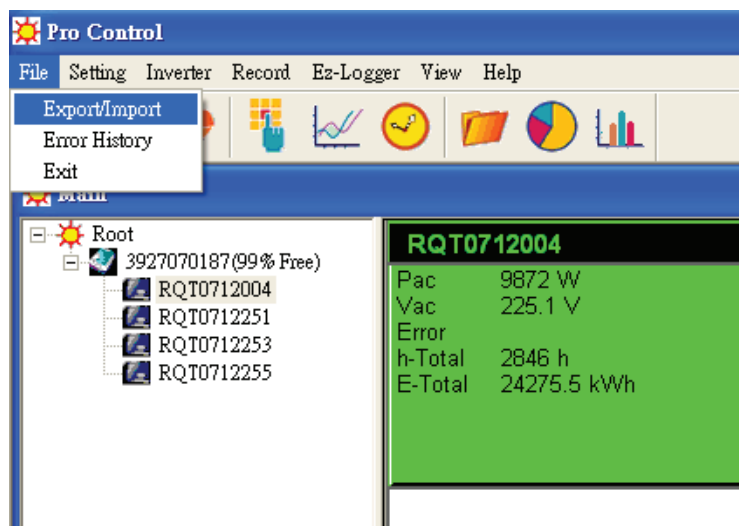 Pro Control
File Setting Inverter Record Ez-Logger View Help
Export/Import
Error History
Exit
Main
Root
3927070187(99% Free)
RQT0712004
RQT0712251
RQT0712253
RQT0712255
RQT0712004
Pac 9872 W
Vac 225.1 V
Error
h-Total 2846 h
E-Total 24275.5 kWh